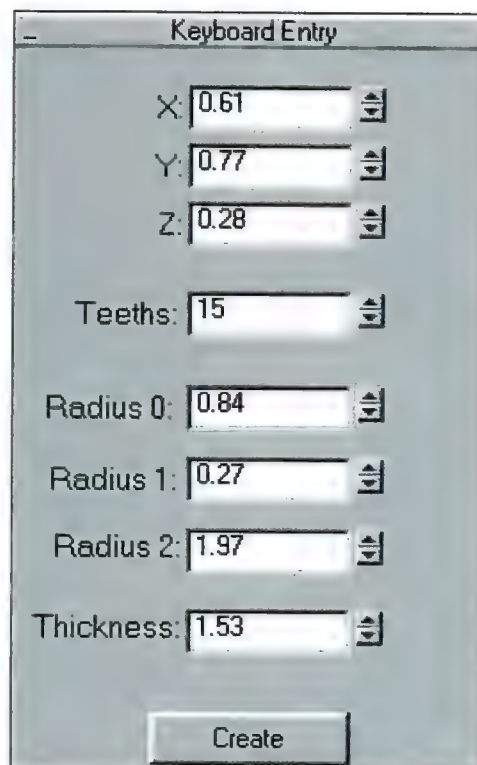 Keyboard Entry
X: 0.61
Y: 0.77
Z: 0.28
Teeths: 15
Radius 0: 0.84
Radius 1: 0.27
Radius 2: 1.97
Thickness: 1.53
Create